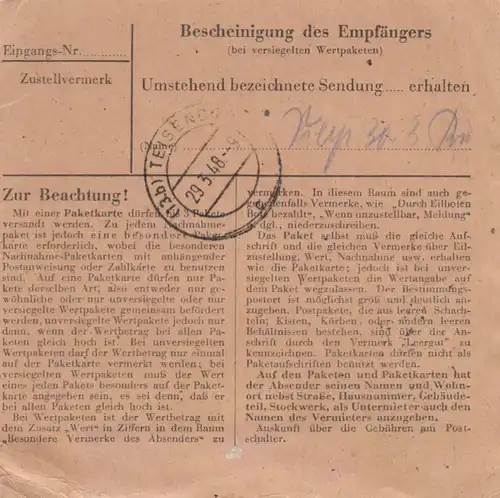 Bescheinigung des Empfängers
(bei versiegelten Wertpaketen)
Eingangs-Nr.
Zustellvermerk
Umstehend bezeichnete Sendung..... erhalten
(Name)
(13b) TEISENDORF
29.5.48
Zur Beachtung!
Mit einer Paketkarte dürfen bis 3 Pakete
versandt werden. Zu jedem Nachnahme-
paket ist jedoch eine besondere Paket-
karte erforderlich, wobei die besonderen
Nachnahme-Paketkarten mit anhängender
Postanweisung oder Zahlkarte zu benutzen
sind. Auf eine Paketkarte dürfen nur Pa-
kete derselben Art, also entweder nur ge-
wöhnliche oder nur unversiegelte oder nur
versiegelte Wertpakete gemeinsam befördert
werden, unversiegelte Wertpakete jedoch nur
dann, wenn der Wertbetrag bei allen Pa-
keten gleich hoch ist. Bei unversiegelten
Wertpaketen darf der Wertbetrag nur einmal
auf der Paketkarte vermerkt werden; bei
versiegelten Wertpaketen muß der Wert
eines jeden Pakets besonders auf der Paket-
karte angegeben sein, es sei denn, daß er
bei allen Paketen gleich hoch ist.
Bei Wertpaketen ist der Wertbetrag mit
dem Zusatz „Wert“ in Ziffern in dem Raum
„Besondere Vermerke des Absenders“ zu
vermerken. In diesem Raum sind auch ge-
gebenenfalls Vermerke, wie „Durch Eilboten
Bote bezahlt“, „Wenn unzustellbar, Meldung“
u. dgl., niederzuschreiben.
Das Paket selbst muß die gleiche Auf-
schrift und die gleichen Vermerke über Eil-
zustellung, Wert, Nachnahme usw. erhalten
wie die Paketkarte; jedoch ist bei unver-
siegelten Wertpaketen die Wertangabe auf
dem Paket wegzulassen. Der Bestimmungs-
postort ist möglichst groß und deutlich an-
zugeben. Postpakete, die aus leeren Schach-
teln, Kisten, Körben, oder andern leeren
Behältnissen bestehen, sind über der An-
schrift durch den Vermerk „Leergut“ zu
kennzeichnen. Paketkarten dürfen nicht als
Paketaufschriften benutzt werden.
Auf den Paketen und Paketkarten hat
der Absender seinen Namen und Wohn-
ort nebst Straße, Hausnummer, Gebäude-
teil, Stockwerk, als Untermieter auch den
Namen des Vermieters anzugeben.
Auskunft über die Gebühren am Post-
schalter.